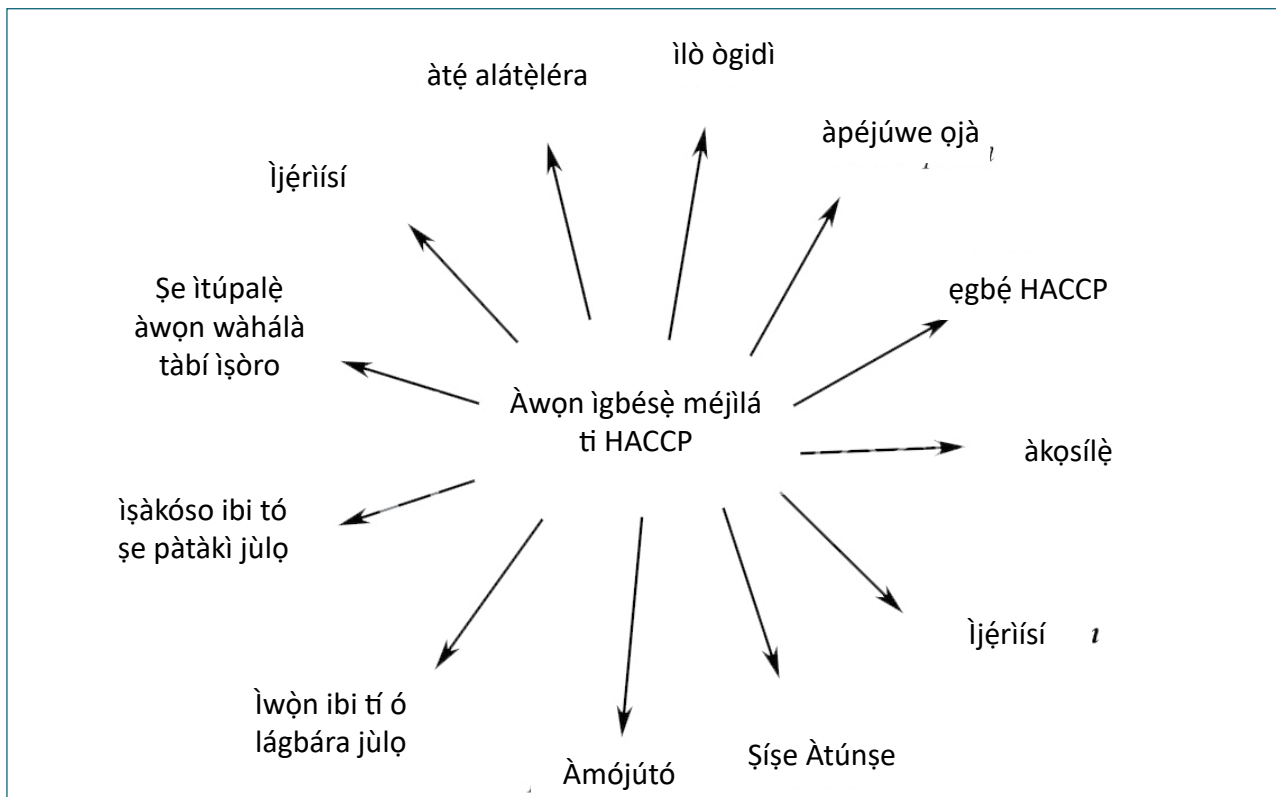 ìlò ògidì
àtẹ́ alátẹ̀léra
àpéjúwe ọjà
Ìjẹ́rìísí
Ṣe ìtúpalẹ̀
àwọn wàhálà
tàbí ìṣòro
ẹgbẹ́ HACCP
Àwọn ìgbésẹ̀ méjìlá
ti HACCP
àkọsílẹ̀
ìṣàkóso ibi tó
ṣe pàtàkì jùlọ
Ìjẹ́rìísí
Ìwọ̀n ibi tí ó
lágbára jùlọ
Àmójútó
Ṣíṣe Àtúnṣe